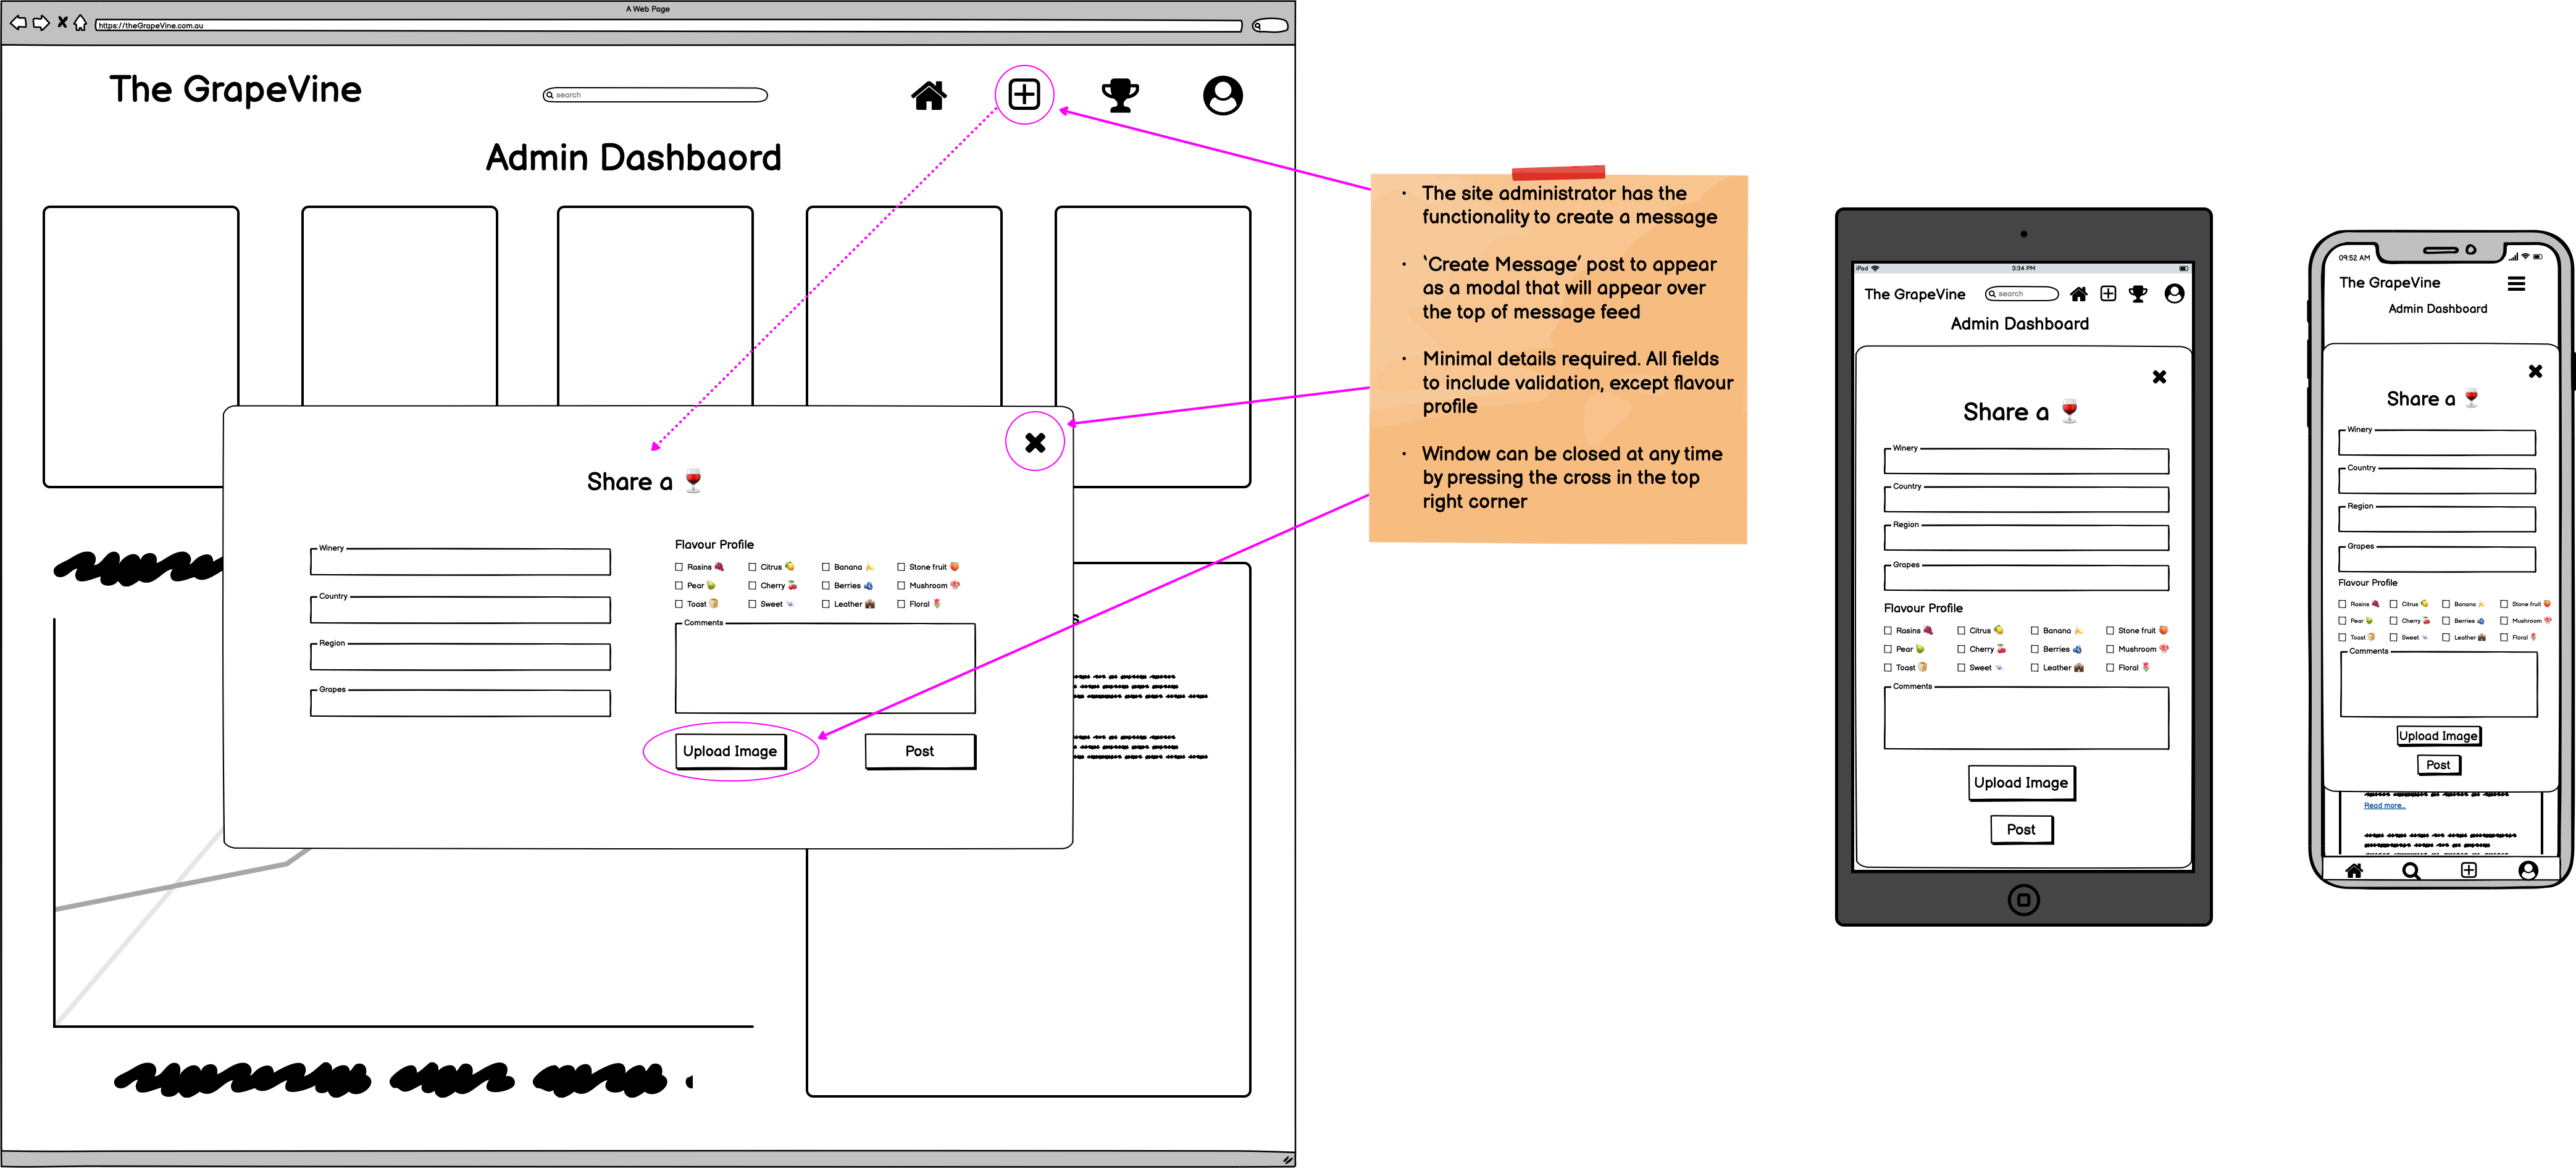 A Web Page
https://theGrapeVine.com.au
The GrapeVine
search
Admin Dashbaord
Share a
Winery
Country
Region
Grapes
Flavour Profile
Rasins Citrus Banana Stone fruit
Pear Cherry Berries Mushroom
Toast Sweet Leather Floral
Comments
Upload Image Post
s
· The site administrator has the
functionality to create a message
· ‘Create Message’ post to appear
as a modal that will appear over
the top of message feed
· Minimal details required. All fields
to include validation, except flavour
profile
· Window can be closed at any time
by pressing the cross in the top
right corner
iPad 3:34 PM
The GrapeVine search
Admin Dashboard
Share a
Winery
Country
Region
Grapes
Flavour Profile
Rasins Citrus Banana Stone fruit
Pear Cherry Berries Mushroom
Toast Sweet Leather Floral
Comments
Upload Image
Post
09:52 AM
The GrapeVine
Admin Dashboard
Share a
Winery
Country
Region
Grapes
Flavour Profile
Rasins Citrus Banana Stone fruit
Pear Cherry Berries Mushroom
Toast Sweet Leather Floral
Comments
Upload Image
Post
Read more...